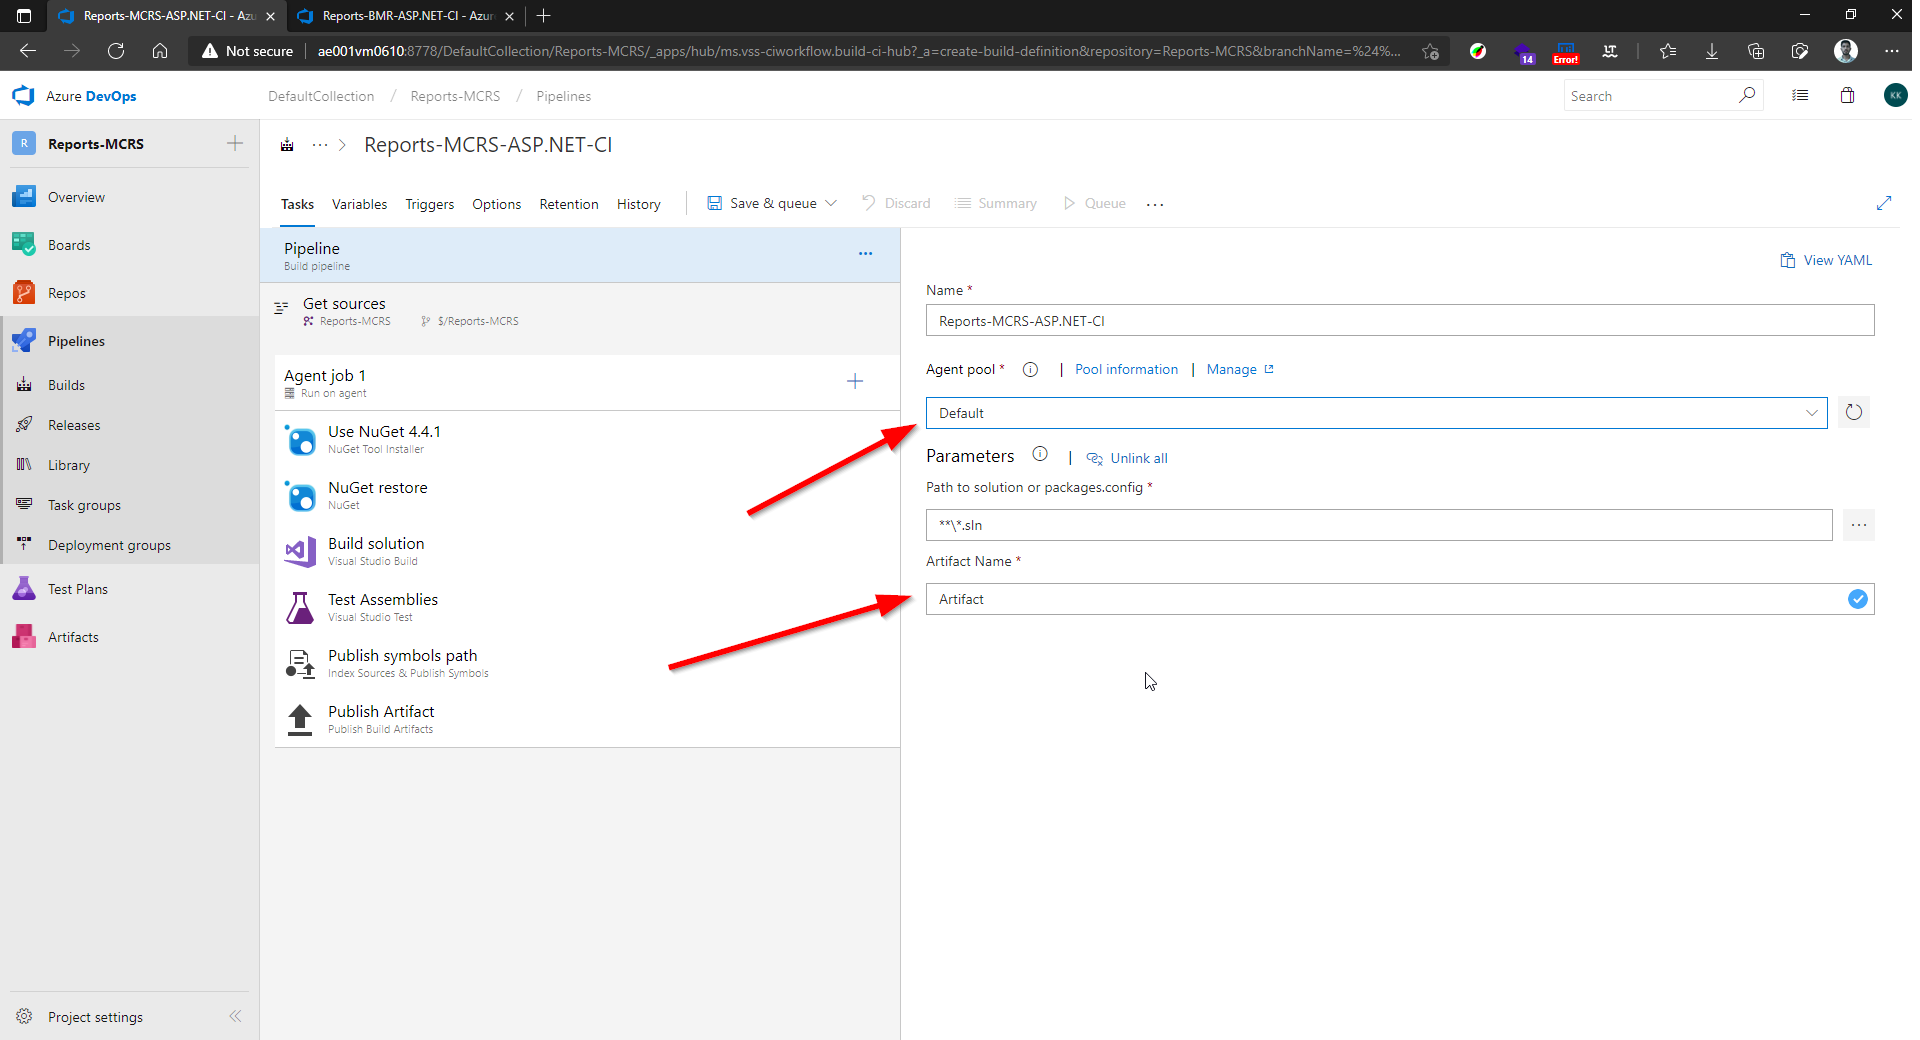 Reports-MCRS-ASP.NET-CI - Azu
Reports-BMR-ASP.NET-CI - Azur
Not secure
ae001vm0610:8778/DefaultCollection/Reports-MCRS/_apps/hub/ms.vss-ciworkflow.build-ci-hub?_a=create-build-definition&repository=Reports-MCRS&branchName=%24%...
14
Error!
Azure DevOps
DefaultCollection / Reports-MCRS / Pipelines
Search
KK
R
Reports-MCRS
Overview
Boards
Repos
Pipelines
Builds
Releases
Library
Task groups
Deployment groups
Test Plans
Artifacts
Project settings
... > Reports-MCRS-ASP.NET-CI
Tasks
Variables
Triggers
Options
Retention
History
Save & queue
Discard
Summary
Queue
...
Pipeline
Build pipeline
...
Get sources
Reports-MCRS
$/Reports-MCRS
Agent job 1
Run on agent
Use NuGet 4.4.1
NuGet Tool Installer
NuGet restore
NuGet
Build solution
Visual Studio Build
Test Assemblies
Visual Studio Test
Publish symbols path
Index Sources & Publish Symbols
Publish Artifact
Publish Build Artifacts
View YAML
Name *
Reports-MCRS-ASP.NET-CI
Agent pool * | Pool information | Manage
Default
Parameters | Unlink all
Path to solution or packages.config *
**\*.sln
...
Artifact Name *
Artifact